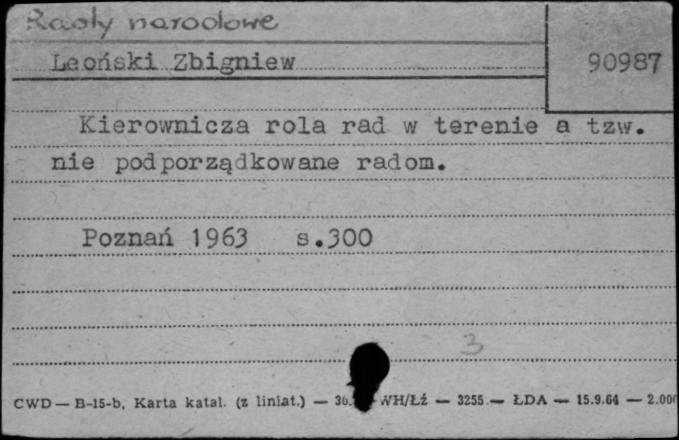 Rady narodowe
Leoński Zbigniew
90987
Kierownicza rola rad w terenie a tzw.
nie podporządkowane radom.
Poznań 1963 s.300
3
CWD — B-15-b, Karta katal. (z liniat.) — WH/Łź — 3255 — ŁDA — 15.9.64 — 2.000